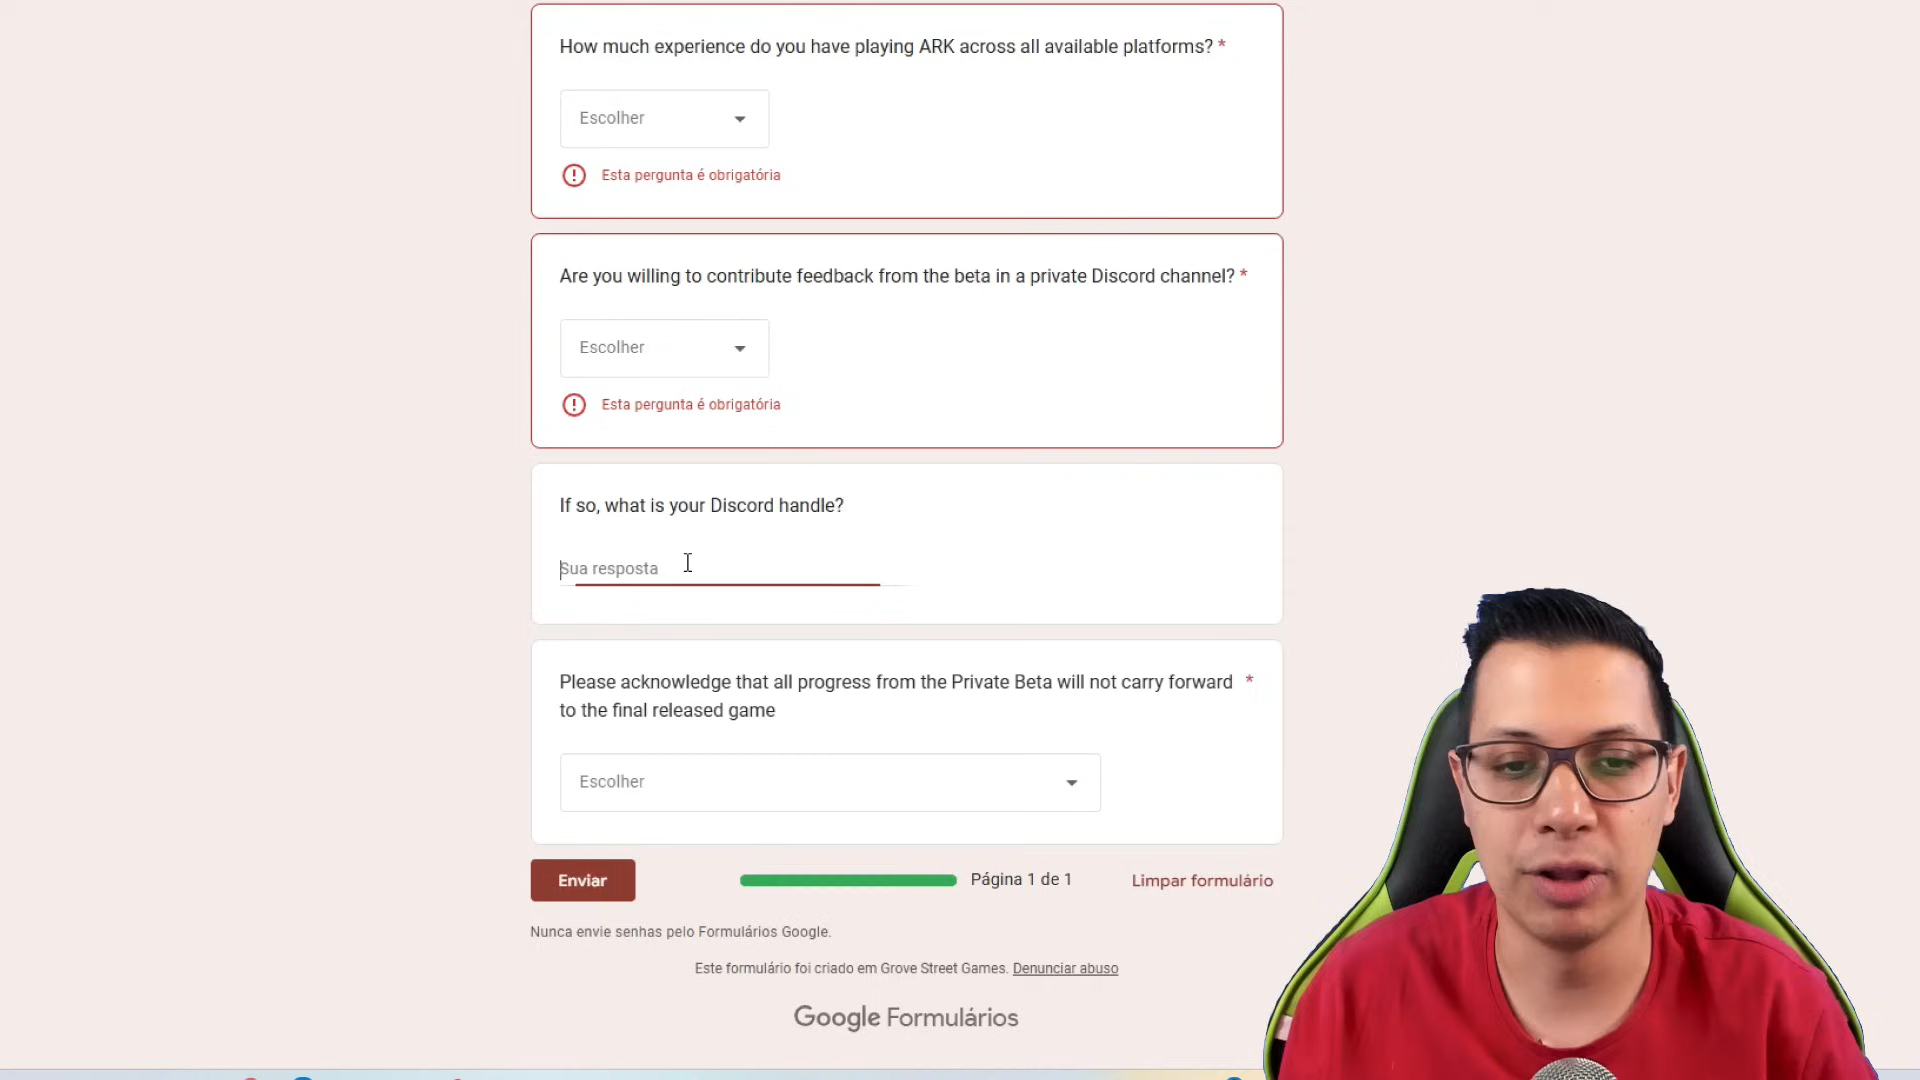 How much experience do you have playing ARK across all available platforms? *
Escolher
Esta pergunta é obrigatória
Are you willing to contribute feedback from the beta in a private Discord channel? *
Escolher
Esta pergunta é obrigatória
If so, what is your Discord handle?
Sua resposta
Please acknowledge that all progress from the Private Beta will not carry forward *
to the final released game
Escolher
Enviar
Página 1 de 1
Limpar formulário
Nunca envie senhas pelo Formulários Google.
Este formulário foi criado em Grove Street Games. Denunciar abuso
Google Formulários